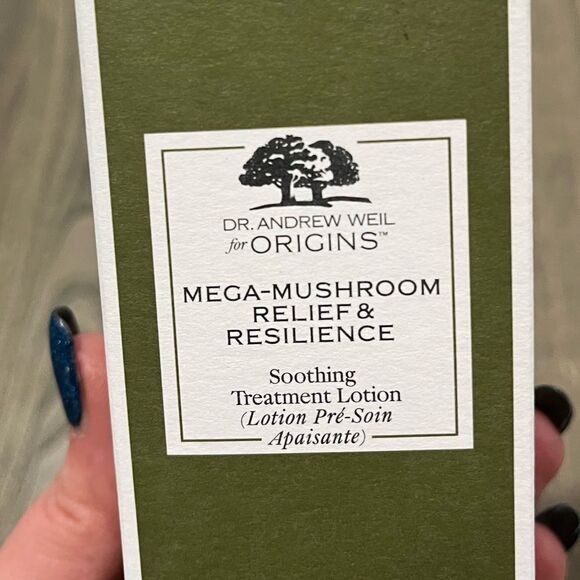 DR. ANDREW WEIL
for ORIGINS™
MEGA-MUSHROOM
RELIEF &
RESILIENCE
Soothing
Treatment Lotion
(Lotion Pré-Soin
Apaisante)